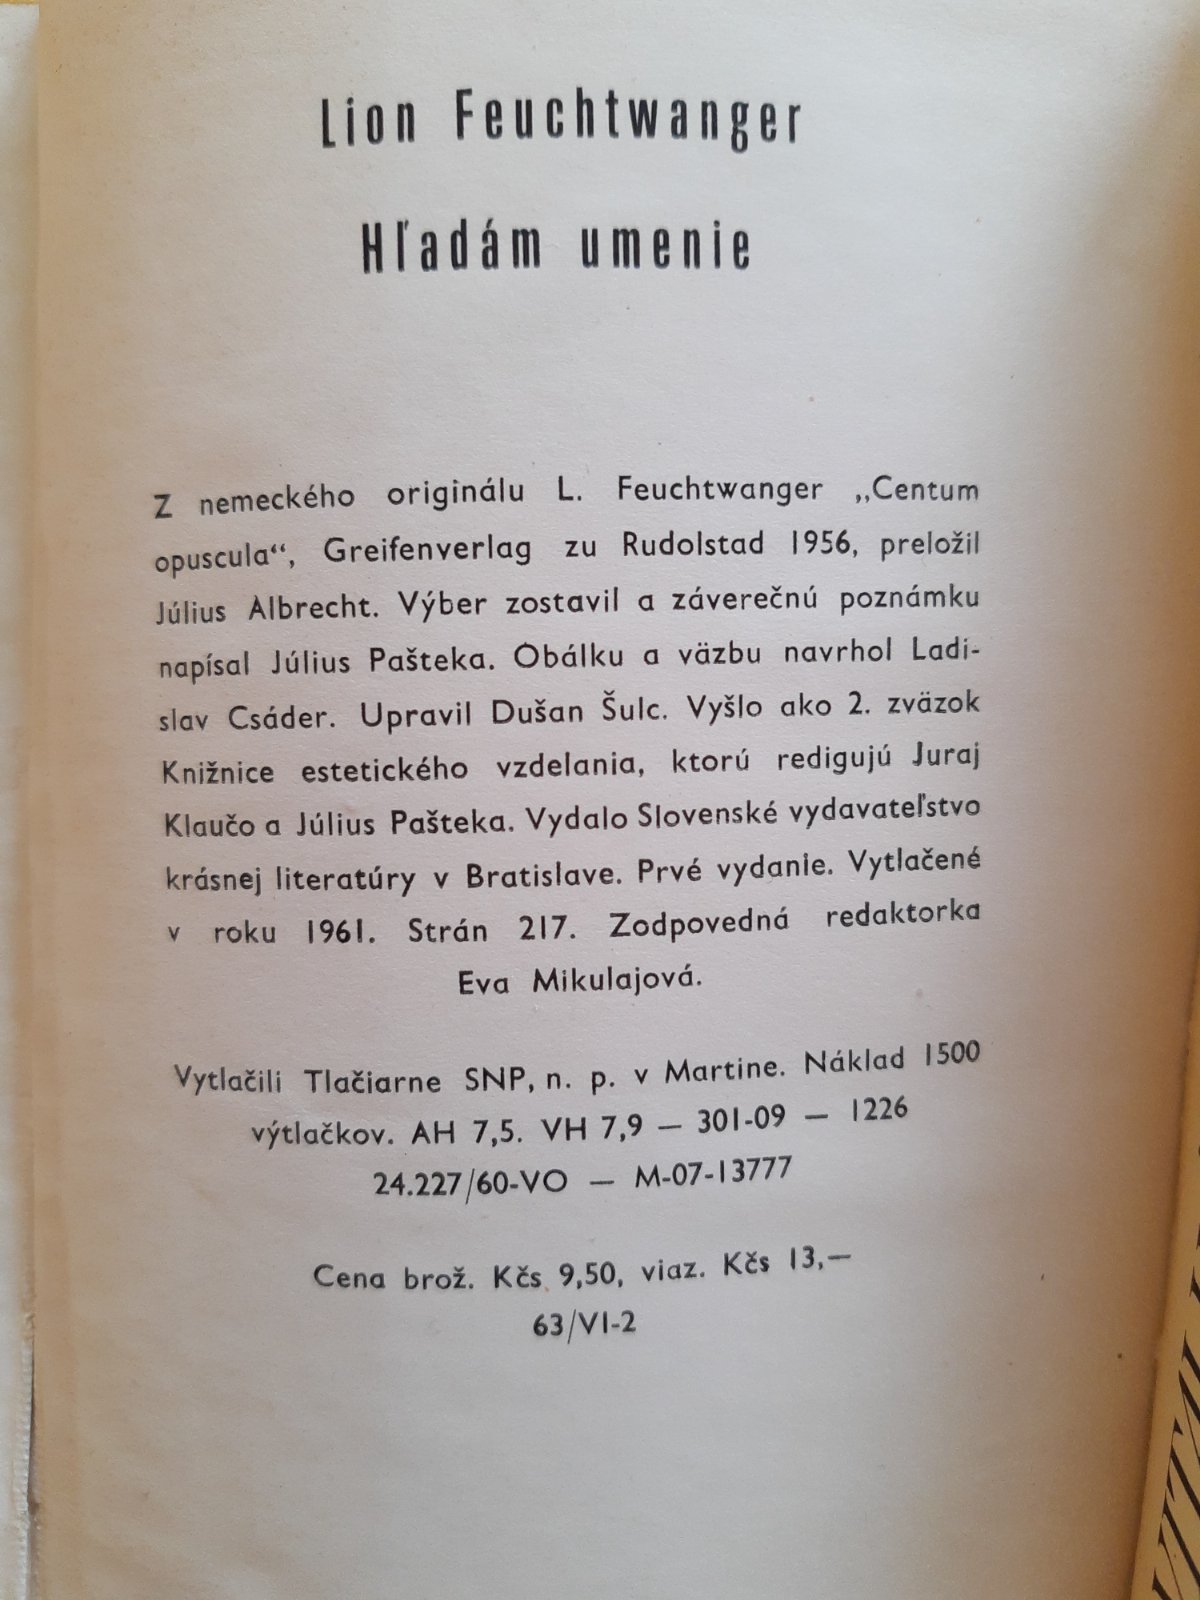 Lion Feuchtwanger
Hľadám umenie
Z nemeckého originálu L. Feuchtwanger „Centum
opuscula“, Greifenverlag zu Rudolstad 1956, preložil
Július Albrecht. Výber zostavil a záverečnú poznámku
napísal Július Pašteka. Obálku a väzbu navrhol Ladi-
slav Csáder. Upravil Dušan Šulc. Vyšlo ako 2. zväzok
Knižnice estetického vzdelania, ktorú redigujú Juraj
Klaučo a Július Pašteka. Vydalo Slovenské vydavateľstvo
krásnej literatúry v Bratislave. Prvé vydanie. Vytlačené
v roku 1961. Strán 217. Zodpovedná redaktorka
Eva Mikulajová.
Vytlačili Tlačiarne SNP, n. p. v Martine. Náklad 1500
výtlačkov. AH 7,5. VH 7,9 — 301-09 — 1226
24.227/60-VO — M-07-13777
Cena brož. Kčs 9,50, viaz. Kčs 13,—
63/VI-2